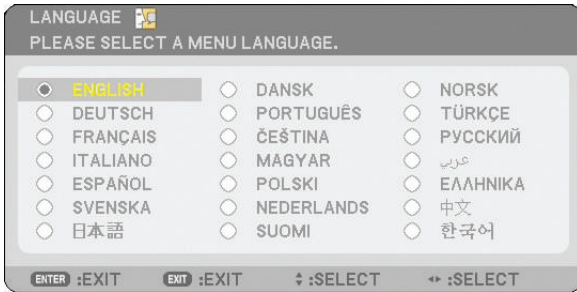 LANGUAGE
PLEASE SELECT A MENU LANGUAGE.
ENGLISH DANSK NORSK
DEUTSCH PORTUGUÊS TÜRKÇE
FRANÇAIS ČEŠTINA РУССКИЙ
ITALIANO MAGYAR عربي
ESPAÑOL POLSKI ΕΛΛΗΝΙΚΑ
SVENSKA NEDERLANDS 中文
日本語 SUOMI 한국어
ENTER :EXIT EXIT :EXIT :SELECT :SELECT